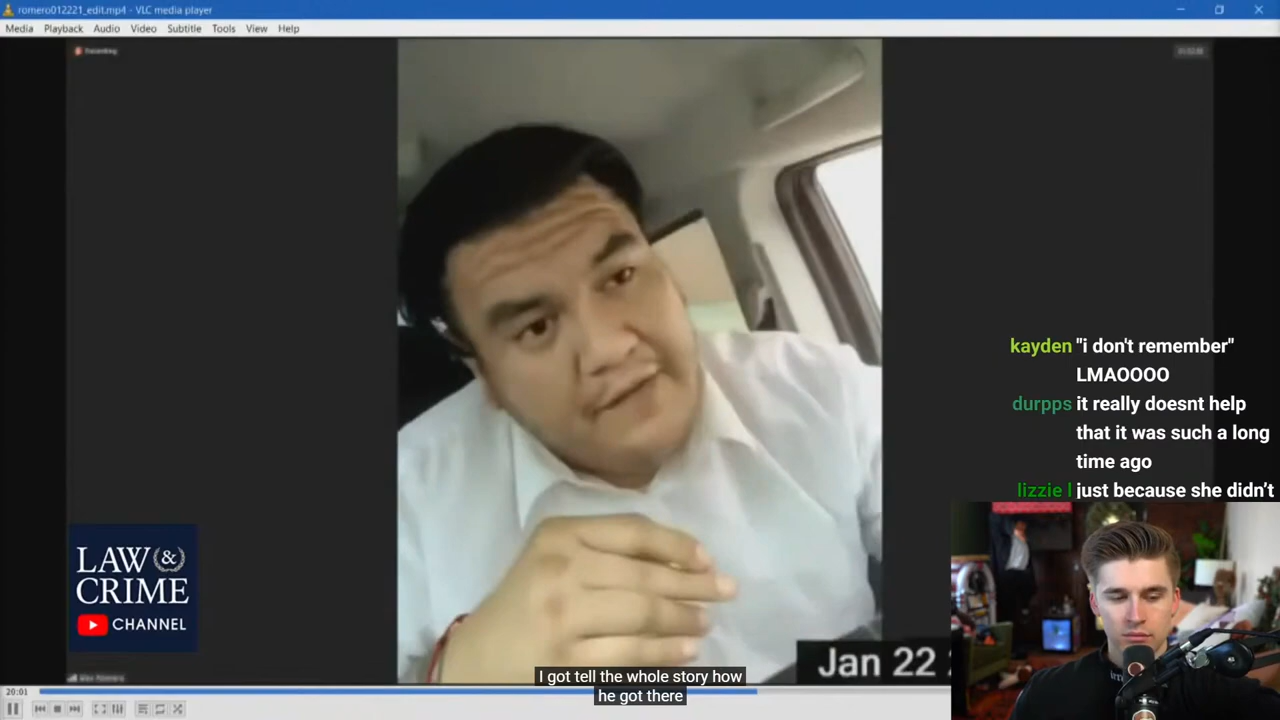 romero012221_edit.mp4 - VLC media player
Media Playback Audio Video Subtitle Tools View Help
kayden "i don't remember"
LMAOOOO
durpps it really doesnt help
that it was such a long
time ago
lizzie l just because she didn't
LAW &
CRIME
CHANNEL
Jan 22
I got tell the whole story how
he got there
20:01